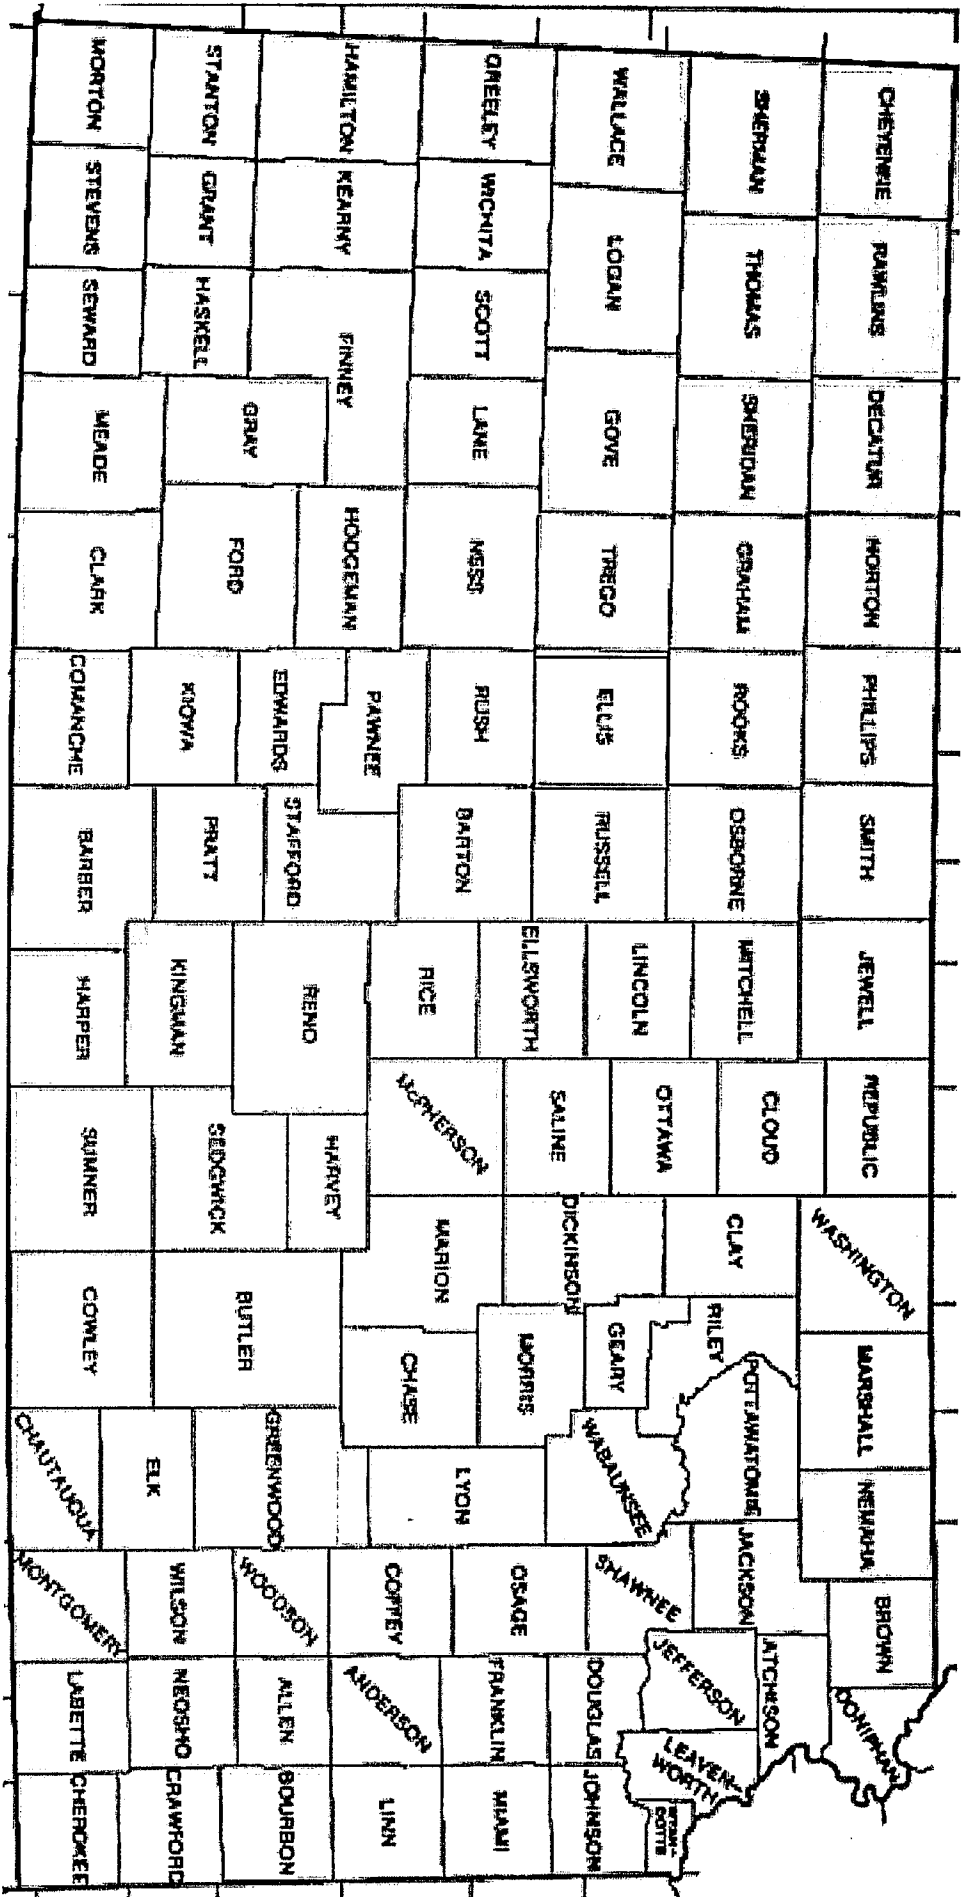 CHEYENNE
RAWLINS
DECATUR
NORTON
PHILLIPS
SMITH
JEWELL
REPUBLIC
WASHINGTON
MARSHALL
NEMAHA
BROWN
DONIPHAN
SHERMAN
THOMAS
SHERIDAN
GRAHAM
ROOKS
OSBORNE
MITCHELL
CLOUD
CLAY
RILEY
POTTAWATOMIE
JACKSON
ATCHISON
JEFFERSON
LEAVEN-
WORTH
WYAN-
DOTTE
WALLACE
LOGAN
GOVE
TREGO
ELLIS
RUSSELL
LINCOLN
OTTAWA
ELLSWORTH
SALINE
DICKINSON
GEARY
WABAUNSEE
SHAWNEE
DOUGLAS
JOHNSON
GREELEY
WICHITA
SCOTT
LANE
NESS
RUSH
BARTON
RICE
McPHERSON
MARION
MORRIS
CHASE
LYON
OSAGE
FRANKLIN
MIAMI
HAMILTON
KEARNY
FINNEY
HODGEMAN
PAWNEE
EDWARDS
STAFFORD
RENO
HARVEY
BUTLER
GREENWOOD
COFFEY
ANDERSON
LINN
STANTON
GRANT
HASKELL
GRAY
FORD
KIOWA
PRATT
KINGMAN
SEDGWICK
ELK
WOODSON
ALLEN
BOURBON
WILSON
NEOSHO
CRAWFORD
MORTON
STEVENS
SEWARD
MEADE
CLARK
COMANCHE
BARBER
HARPER
SUMNER
COWLEY
CHAUTAUQUA
MONTGOMERY
LABETTE
CHEROKEE